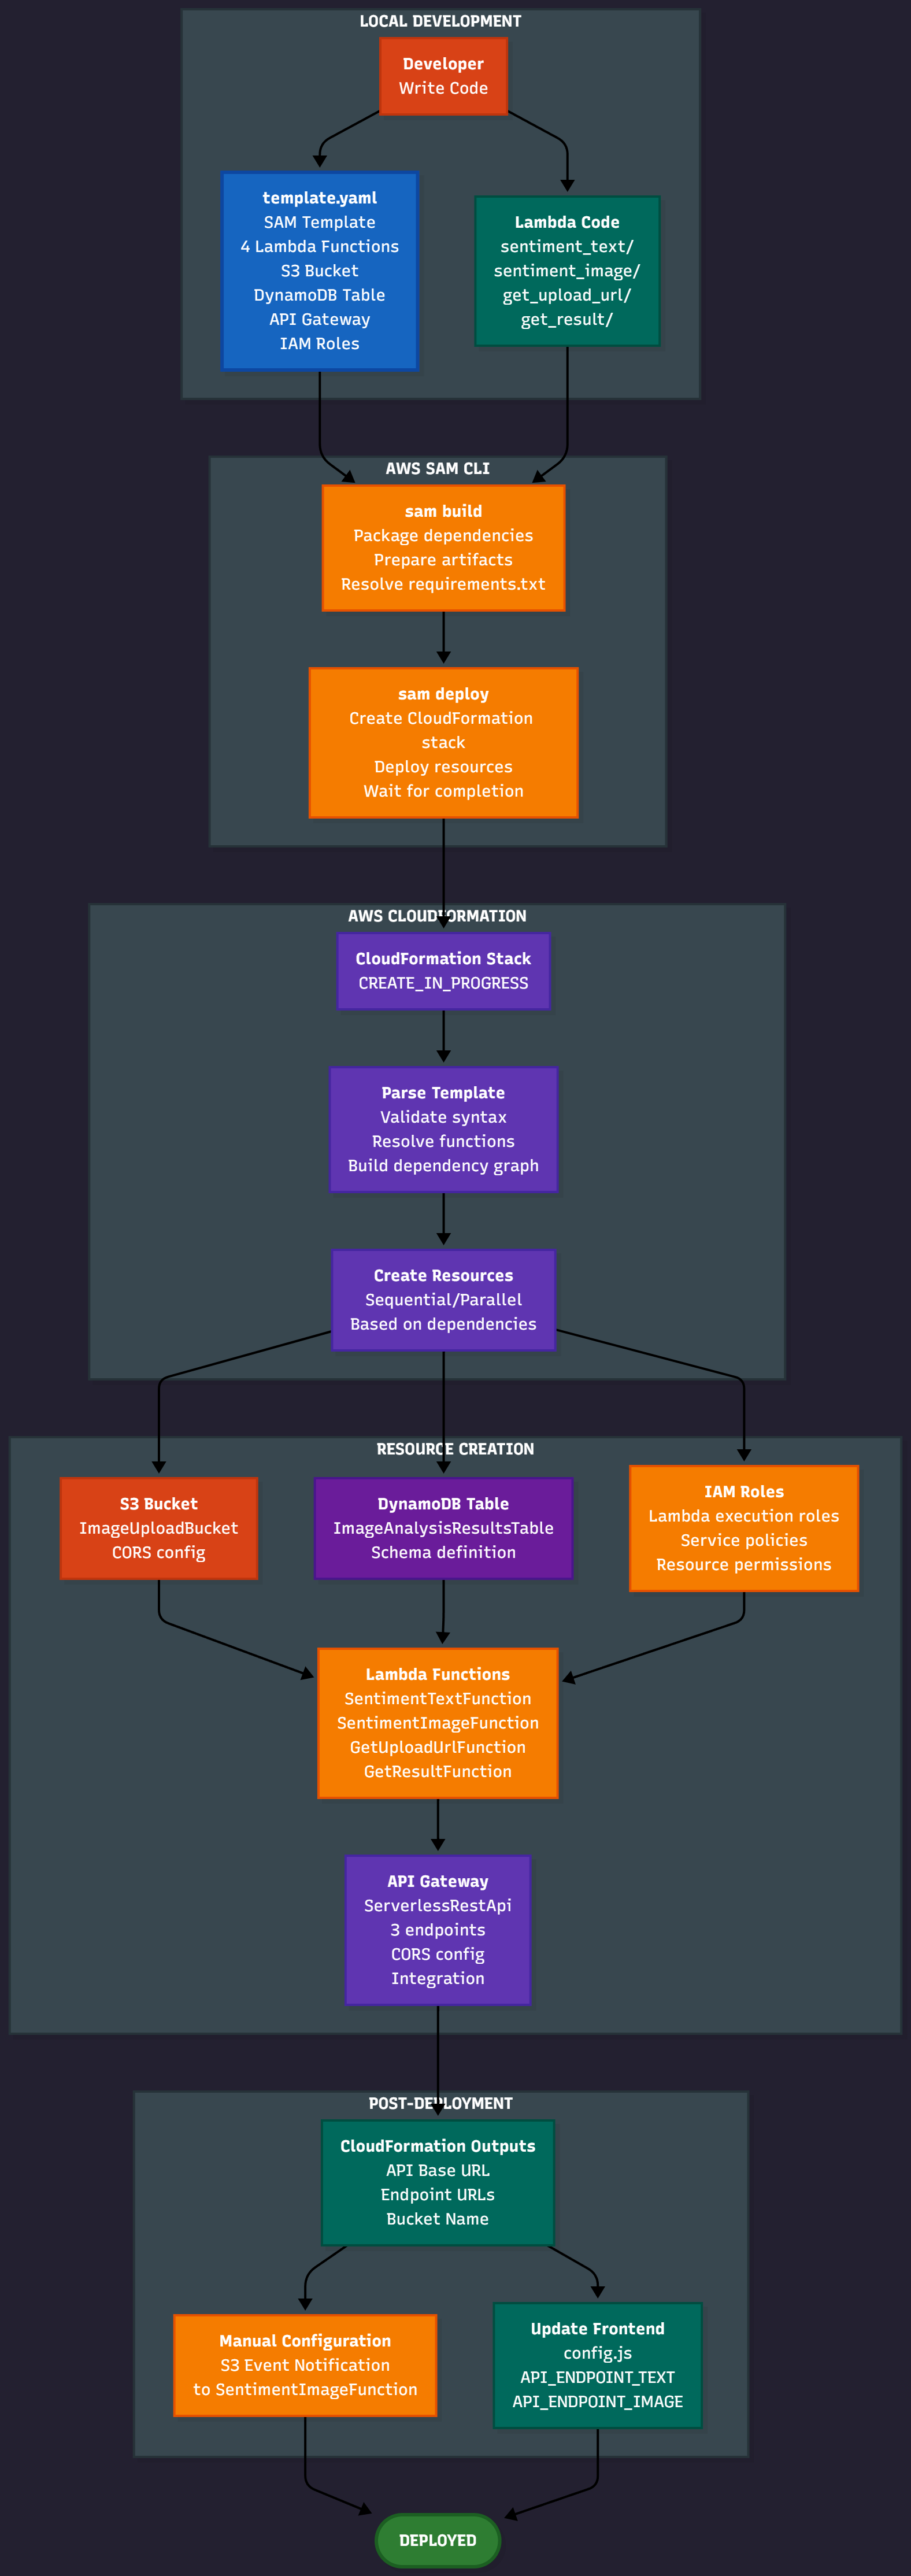 LOCAL DEVELOPMENT
Developer
Write Code
template.yaml
SAM Template
4 Lambda Functions
S3 Bucket
DynamoDB Table
API Gateway
IAM Roles
Lambda Code
sentiment_text/
sentiment_image/
get_upload_url/
get_result/
AWS SAM CLI
sam build
Package dependencies
Prepare artifacts
Resolve requirements.txt
sam deploy
Create CloudFormation
stack
Deploy resources
Wait for completion
AWS CLOUDFORMATION
CloudFormation Stack
CREATE_IN_PROGRESS
Parse Template
Validate syntax
Resolve functions
Build dependency graph
Create Resources
Sequential/Parallel
Based on dependencies
RESOURCE CREATION
S3 Bucket
ImageUploadBucket
CORS config
DynamoDB Table
ImageAnalysisResultsTable
Schema definition
IAM Roles
Lambda execution roles
Service policies
Resource permissions
Lambda Functions
SentimentTextFunction
SentimentImageFunction
GetUploadUrlFunction
GetResultFunction
API Gateway
ServerlessRestApi
3 endpoints
CORS config
Integration
POST-DEPLOYMENT
CloudFormation Outputs
API Base URL
Endpoint URLs
Bucket Name
Manual Configuration
S3 Event Notification
to SentimentImageFunction
Update Frontend
config.js
API_ENDPOINT_TEXT
API_ENDPOINT_IMAGE
DEPLOYED